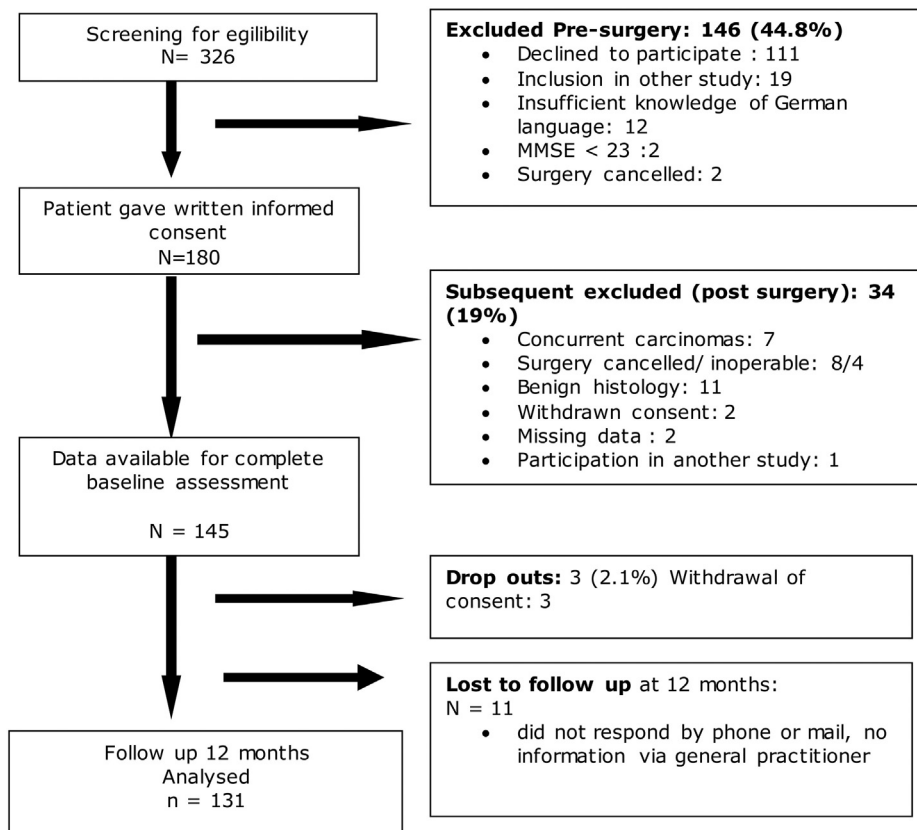 Screening for egilibility
N= 326
Excluded Pre-surgery: 146 (44.8%)
• Declined to participate : 111
• Inclusion in other study: 19
• Insufficient knowledge of German
language: 12
• MMSE < 23 :2
• Surgery cancelled: 2
Patient gave written informed
consent
N=180
Subsequent excluded (post surgery): 34
(19%)
• Concurrent carcinomas: 7
• Surgery cancelled/ inoperable: 8/4
• Benign histology: 11
• Withdrawn consent: 2
• Missing data : 2
• Participation in another study: 1
Data available for complete
baseline assessment
N = 145
Drop outs: 3 (2.1%) Withdrawal of
consent: 3
Lost to follow up at 12 months:
N = 11
• did not respond by phone or mail, no
information via general practitioner
Follow up 12 months
Analysed
n = 131